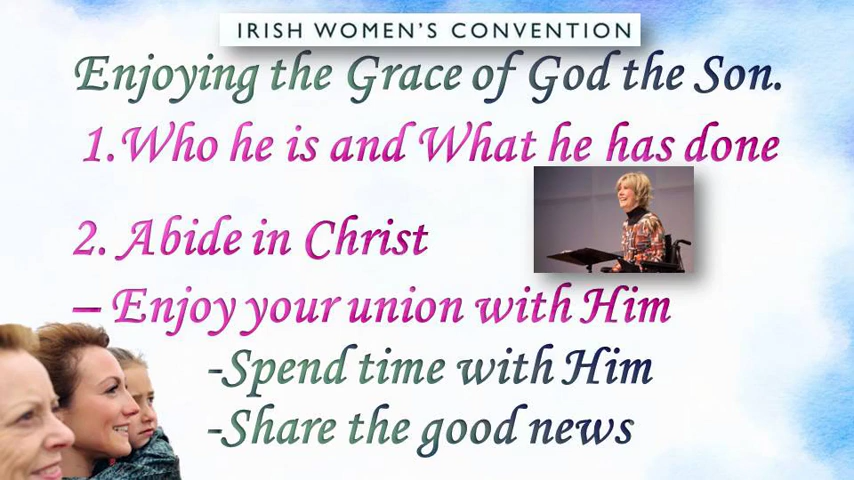 IRISH WOMEN'S CONVENTION
Enjoying the Grace of God the Son.
1.Who he is and What he has done
2. Abide in Christ
– Enjoy your union with Him
-Spend time with Him
-Share the good news